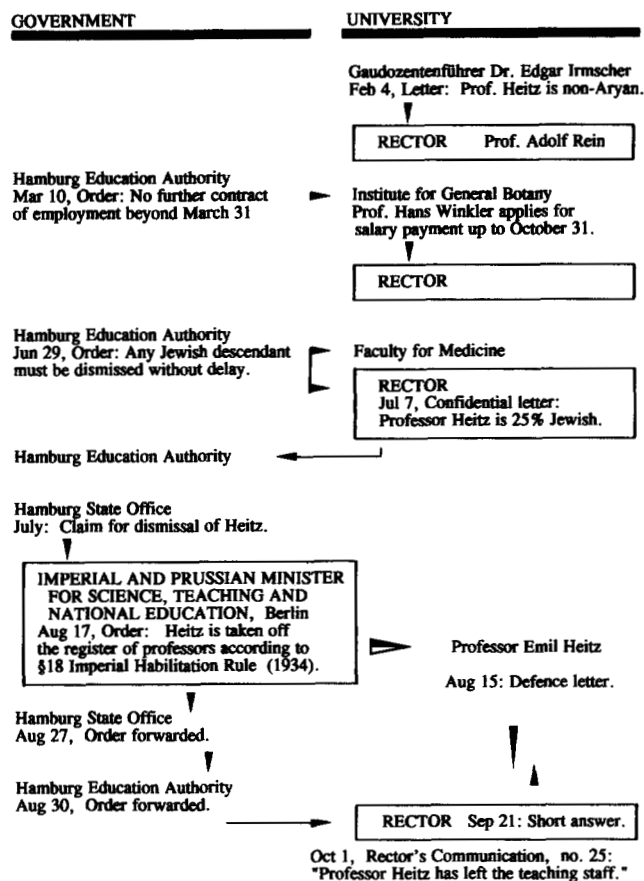 GOVERNMENT
UNIVERSITY
Gaudozentenführer Dr. Edgar Irmscher
Feb 4, Letter: Prof. Heitz is non-Aryan.
RECTOR Prof. Adolf Rein
Hamburg Education Authority
Mar 10, Order: No further contract
of employment beyond March 31
Institute for General Botany
Prof. Hans Winkler applies for
salary payment up to October 31.
RECTOR
Hamburg Education Authority
Jun 29, Order: Any Jewish descendant
must be dismissed without delay.
Faculty for Medicine
RECTOR
Jul 7, Confidential letter:
Professor Heitz is 25% Jewish.
Hamburg Education Authority
Hamburg State Office
July: Claim for dismissal of Heitz.
IMPERIAL AND PRUSSIAN MINISTER
FOR SCIENCE, TEACHING AND
NATIONAL EDUCATION, Berlin
Aug 17, Order: Heitz is taken off
the register of professors according to
§18 Imperial Habilitation Rule (1934).
Professor Emil Heitz
Aug 15: Defence letter.
Hamburg State Office
Aug 27, Order forwarded.
Hamburg Education Authority
Aug 30, Order forwarded.
RECTOR Sep 21: Short answer.
Oct 1, Rector's Communication, no. 25:
"Professor Heitz has left the teaching staff."